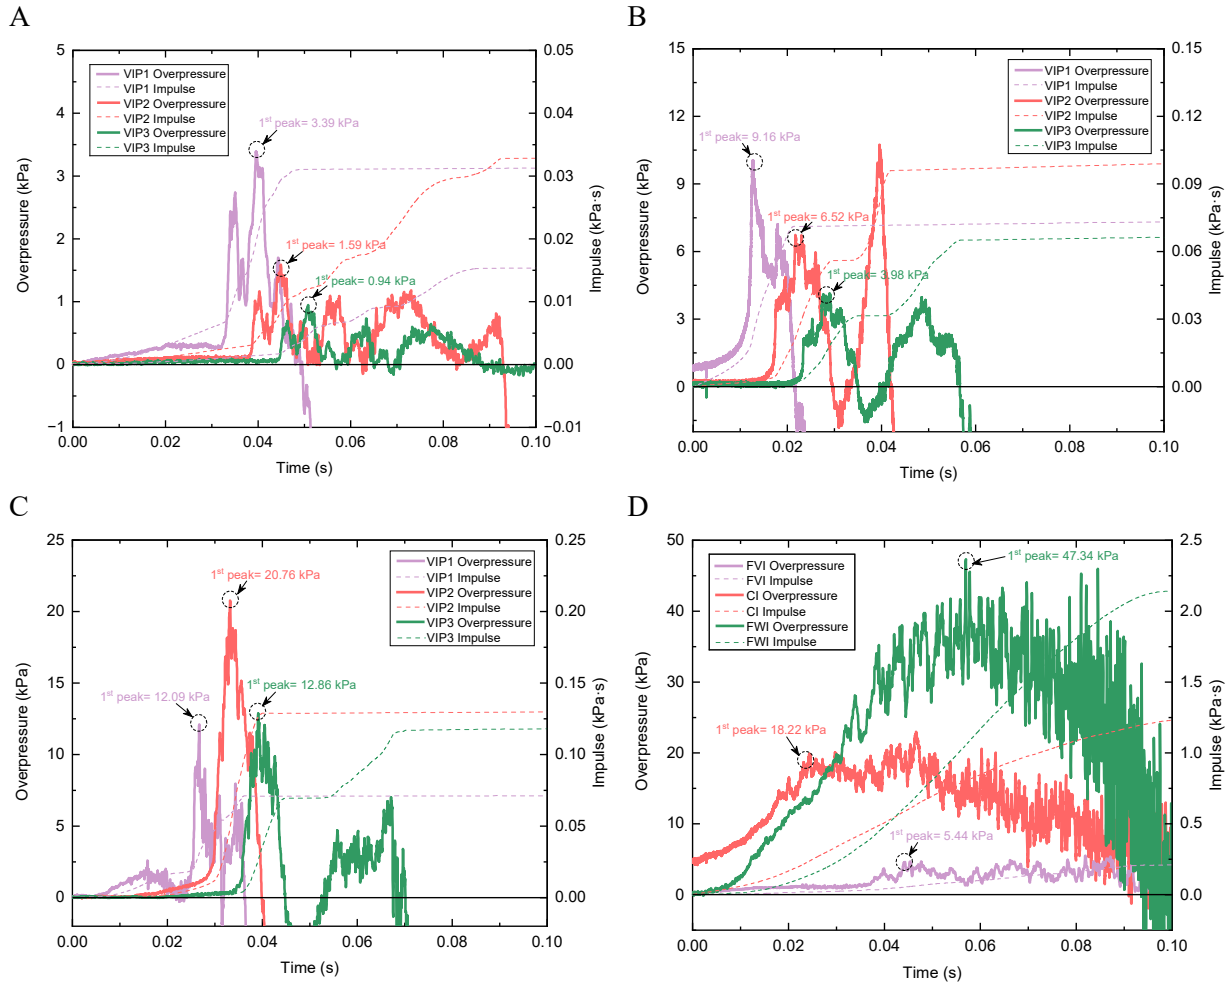 A
5
4
3
2
1
0
−1
0.05
0.04
0.03
0.02
0.01
0.00
−0.01
0.00
0.02
0.04
0.06
0.08
0.10
Overpressure (kPa)
Impulse (kPa·s)
Time (s)
VIP1 Overpressure
VIP1 Impulse
VIP2 Overpressure
VIP2 Impulse
VIP3 Overpressure
VIP3 Impulse
1st peak= 3.39 kPa
1st peak= 1.59 kPa
1st peak= 0.94 kPa
B
15
12
9
6
3
0
0.15
0.10
0.05
0.00
0.00
0.02
0.04
0.06
0.08
0.10
Overpressure (kPa)
Impulse (kPa·s)
Time (s)
VIP1 Overpressure
VIP1 Impulse
VIP2 Overpressure
VIP2 Impulse
VIP3 Overpressure
VIP3 Impulse
1st peak= 9.16 kPa
1st peak= 6.52 kPa
1st peak= 3.98 kPa
C
25
20
15
10
5
0
0.25
0.20
0.15
0.10
0.05
0.00
0.00
0.02
0.04
0.06
0.08
0.10
Overpressure (kPa)
Impulse (kPa·s)
Time (s)
VIP1 Overpressure
VIP1 Impulse
VIP2 Overpressure
VIP2 Impulse
VIP3 Overpressure
VIP3 Impulse
1st peak= 20.76 kPa
1st peak= 12.09 kPa
1st peak= 12.86 kPa
D
50
40
30
20
10
0
2.5
2.0
1.5
1.0
0.5
0.0
0.00
0.02
0.04
0.06
0.08
0.10
Overpressure (kPa)
Impulse (kPa·s)
Time (s)
FVI Overpressure
FVI Impulse
CI Overpressure
CI Impulse
FWI Overpressure
FWI Impulse
1st peak= 47.34 kPa
1st peak= 18.22 kPa
1st peak= 5.44 kPa